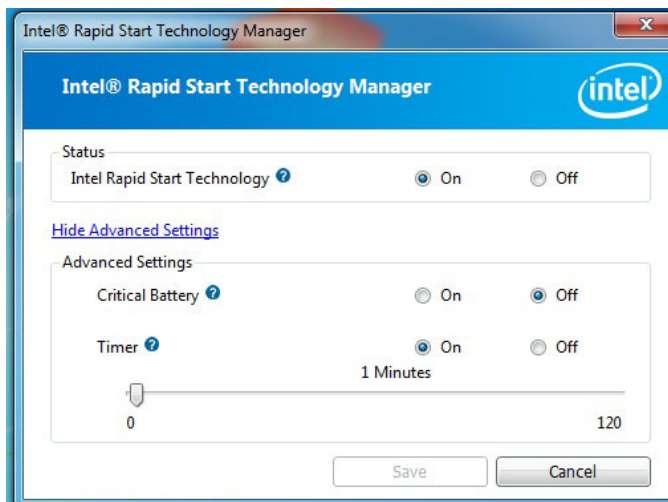 Intel® Rapid Start Technology Manager
Intel® Rapid Start Technology Manager
intel
Status
Intel Rapid Start Technology ? On Off
Hide Advanced Settings
Advanced Settings
Critical Battery ? On Off
Timer ? On Off
1 Minutes
0 120
Save Cancel